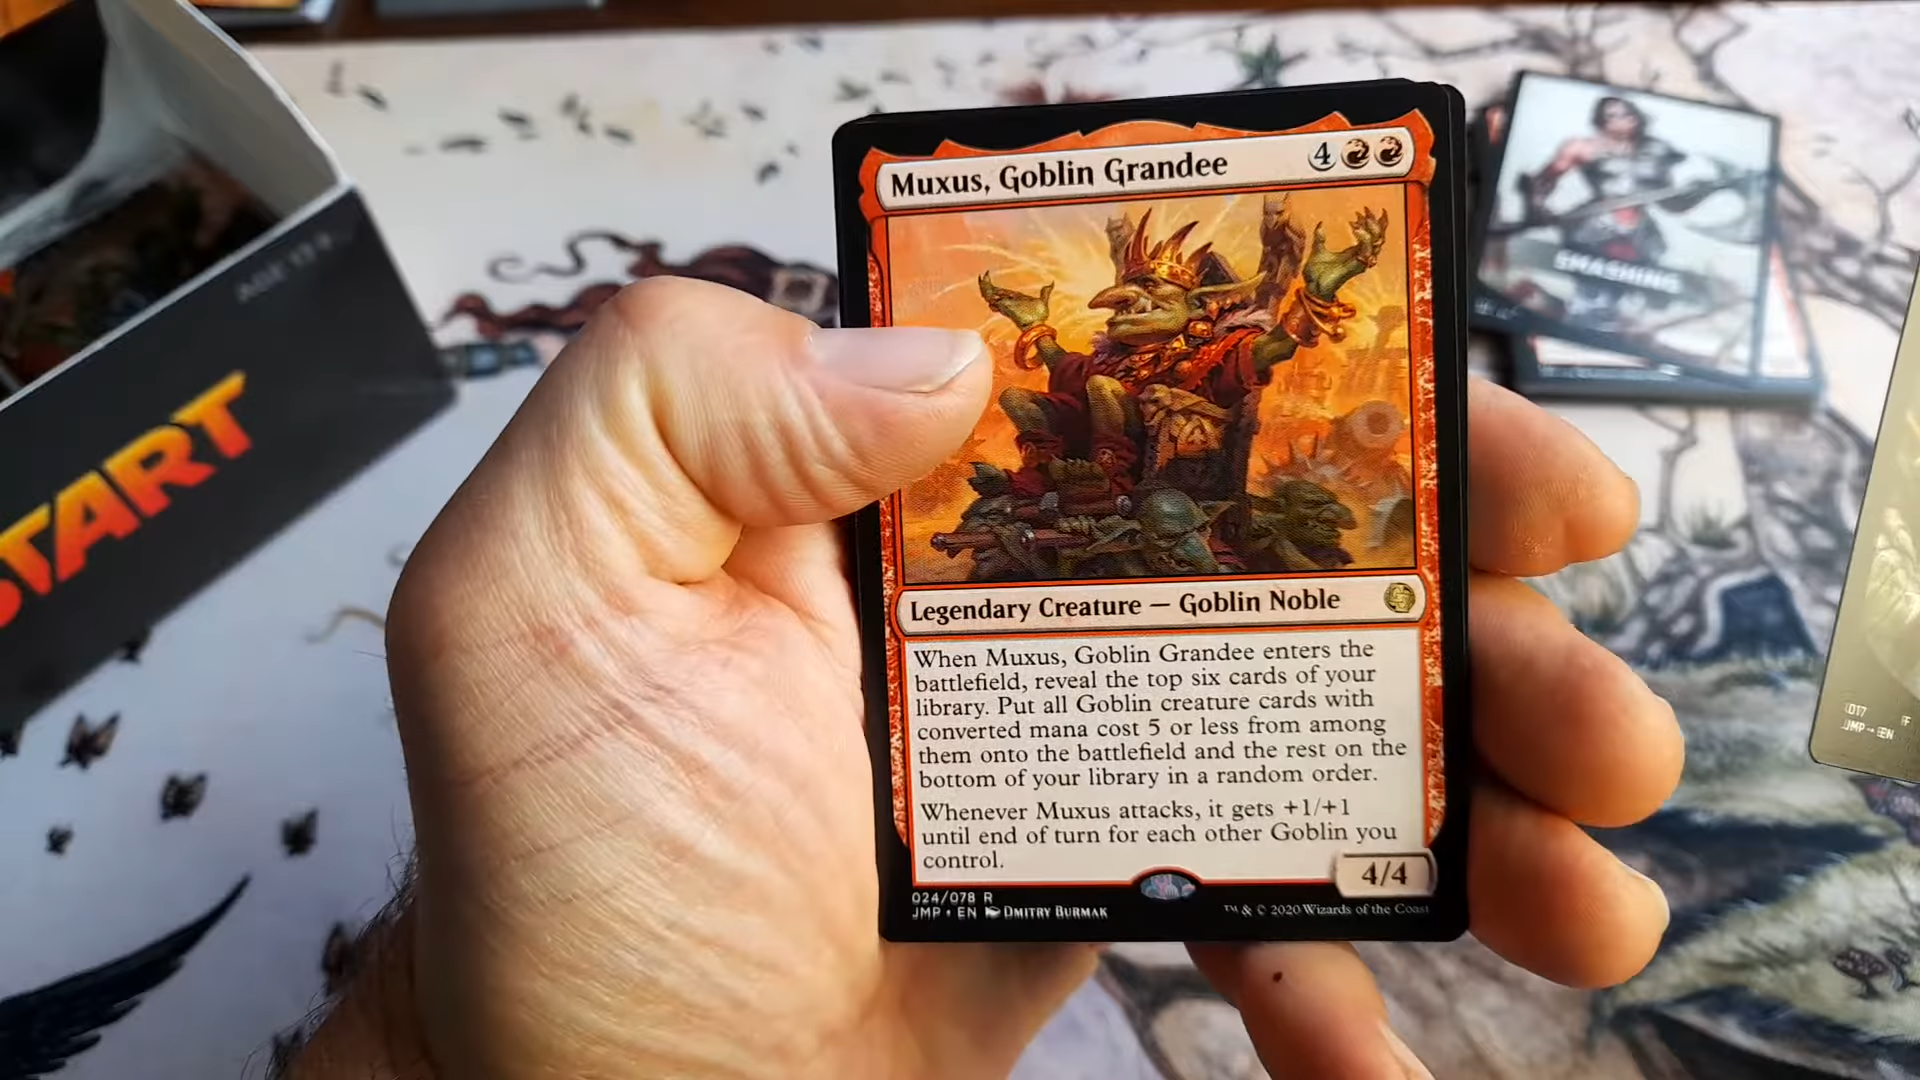 Muxus, Goblin Grandee 4
Legendary Creature — Goblin Noble
When Muxus, Goblin Grandee enters the
battlefield, reveal the top six cards of your
library. Put all Goblin creature cards with
converted mana cost 5 or less from among
them onto the battlefield and the rest on the
bottom of your library in a random order.
Whenever Muxus attacks, it gets +1/+1
until end of turn for each other Goblin you
control.
4/4
024/078 R
JMP • EN DMITRY BURMAK
™ & © 2020 Wizards of the Coast
START
SMASHING
JMP • EN